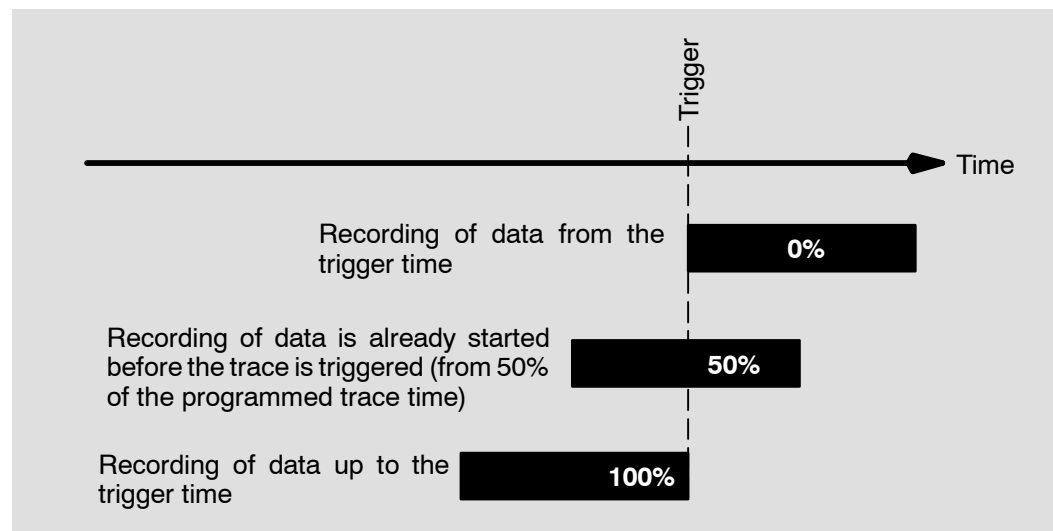 Trigger
Time
Recording of data from the
trigger time
0%
Recording of data is already started
before the trace is triggered (from 50%
of the programmed trace time)
50%
Recording of data up to the
trigger time
100%